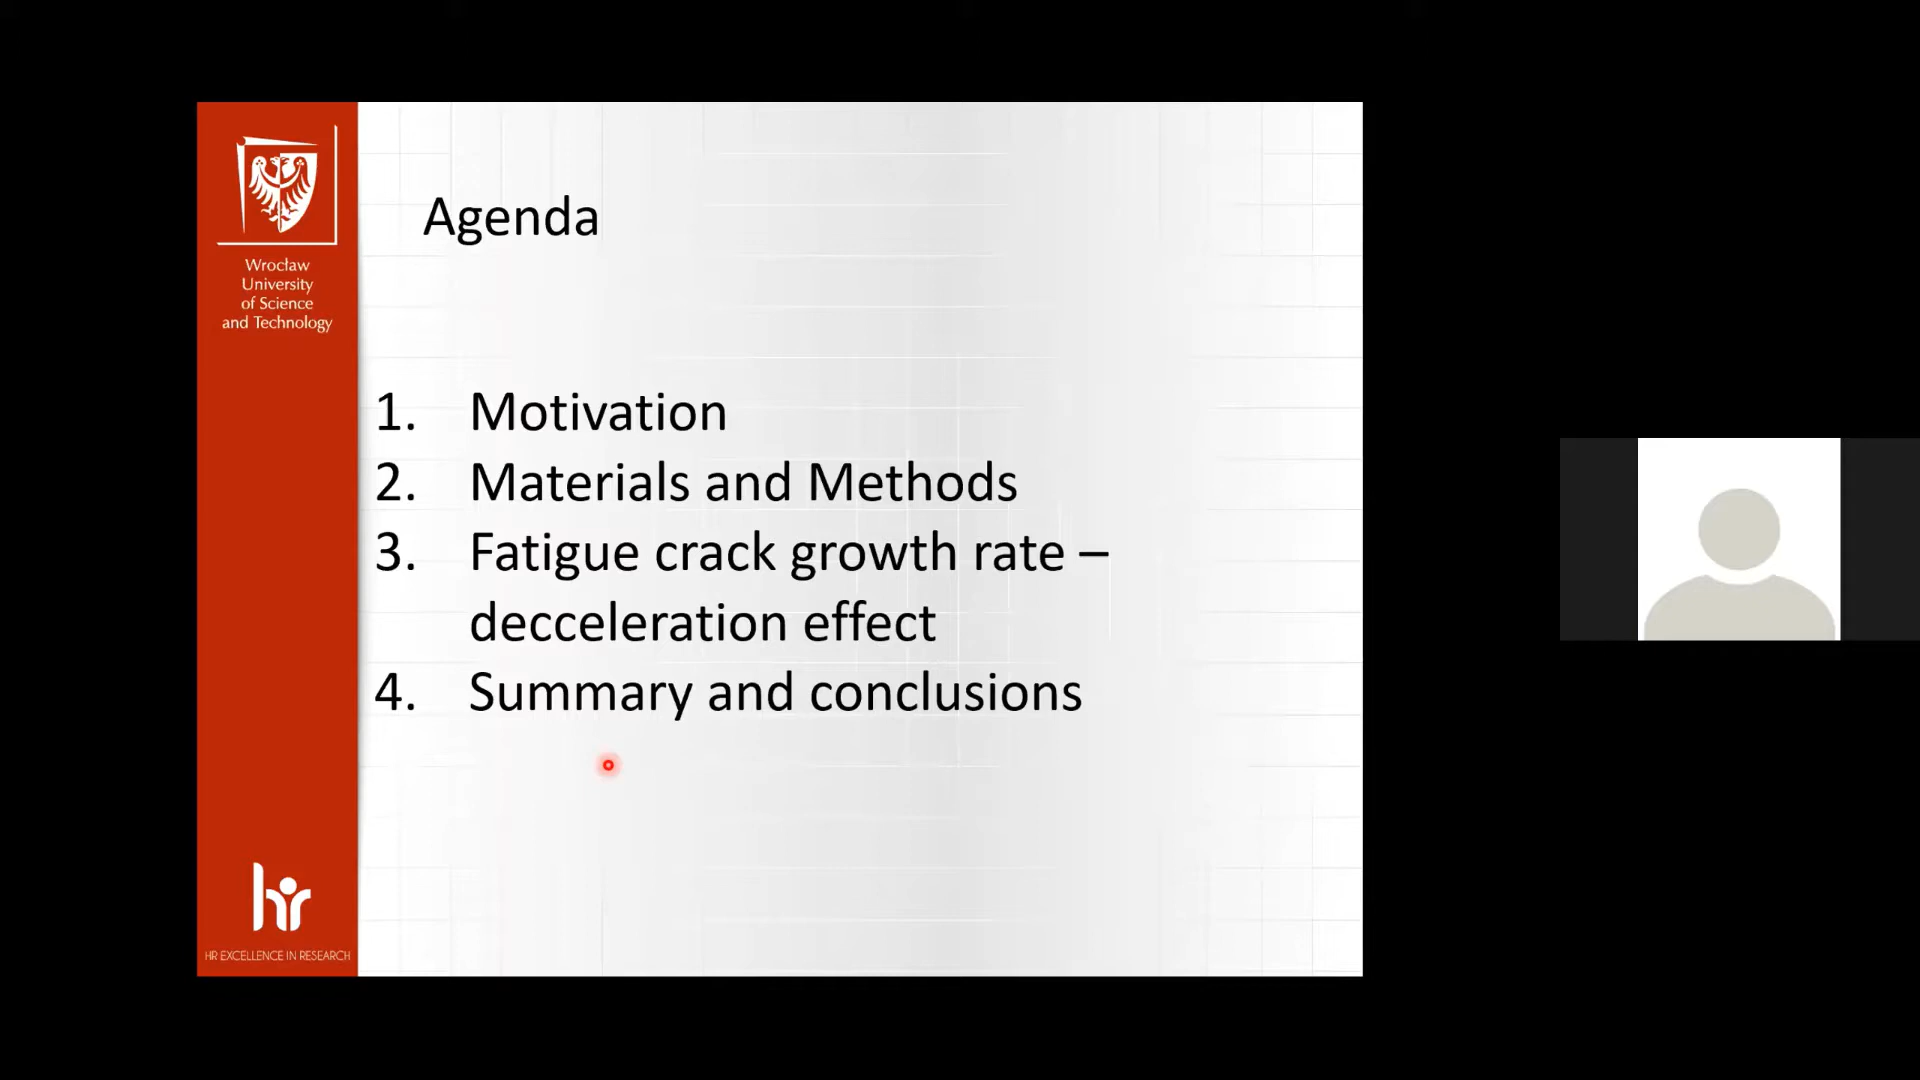 Wrocław
University
of Science
and Technology
Agenda
1. Motivation
2. Materials and Methods
3. Fatigue crack growth rate –
decceleration effect
4. Summary and conclusions
hr
HR EXCELLENCE IN RESEARCH